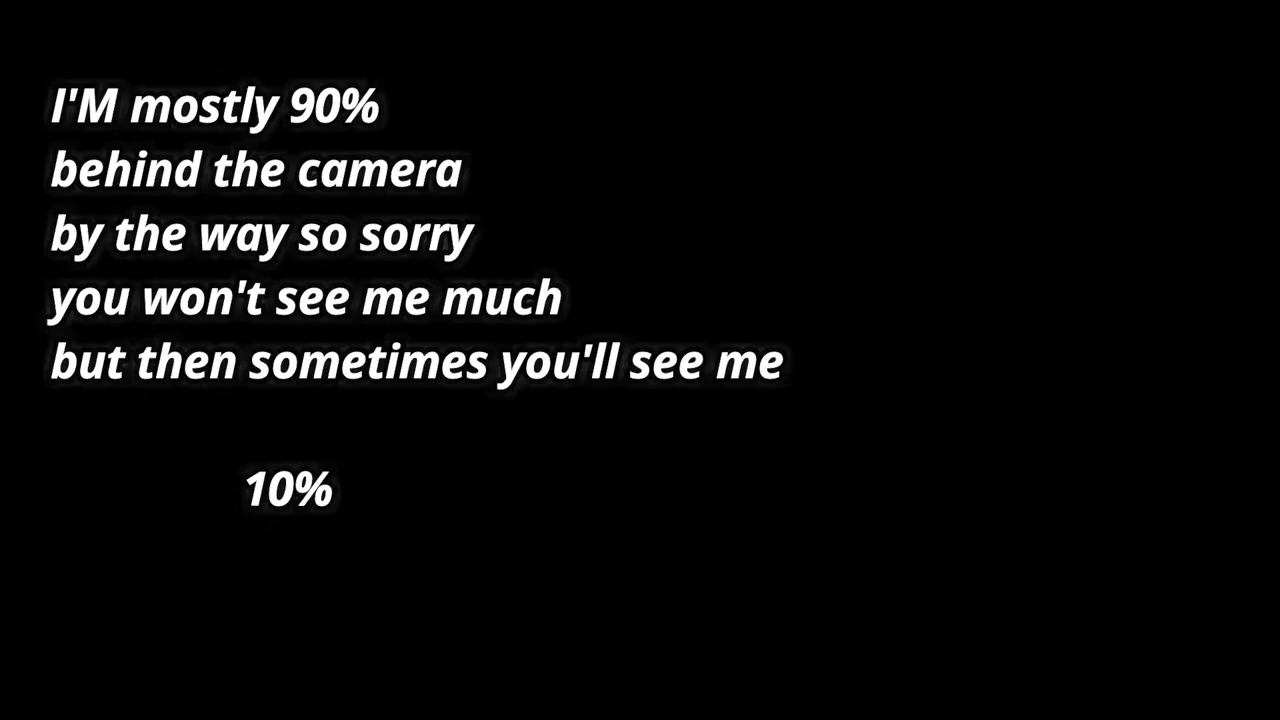 I'M mostly 90%
behind the camera
by the way so sorry
you won't see me much
but then sometimes you'll see me
10%